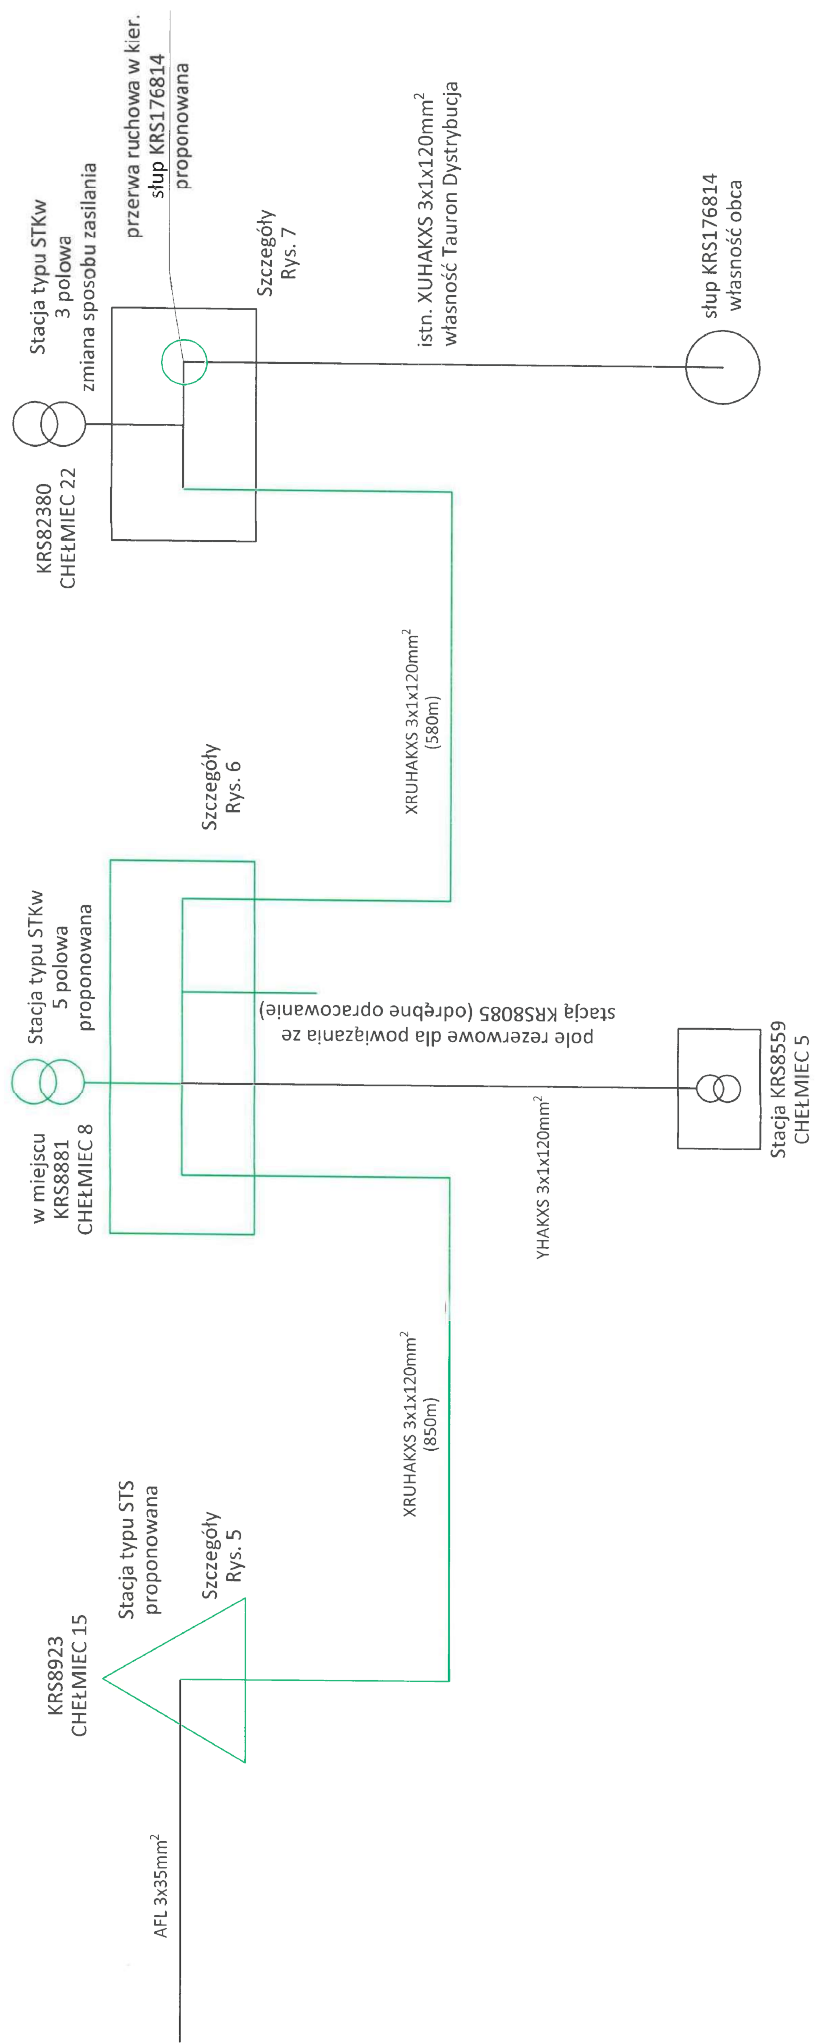 AFL 3x35mm²
KRS8923
CHEŁMIEC 15
Stacja typu STS
proponowana
Szczegóły
Rys. 5
XRUHAKXS 3x1x120mm²
(850m)
w miejscu
KRS8881
CHEŁMIEC 8
Stacja typu STKw
5 polowa
proponowana
Szczegóły
Rys. 6
pole rezerwowe dla powiązania ze
stacją KRS8085 (odrębne opracowanie)
YHAKXS 3x1x120mm²
Stacja KRS8559
CHEŁMIEC 5
XRUHAKXS 3x1x120mm²
(580m)
KRS82380
CHEŁMIEC 22
Stacja typu STKw
3 polowa
zmiana sposobu zasilania
przerwa ruchowa w kier.
słup KRS176814
proponowana
Szczegóły
Rys. 7
istn. XUHAKXS 3x1x120mm²
własność Tauron Dystrybucja
słup KRS176814
własność obca